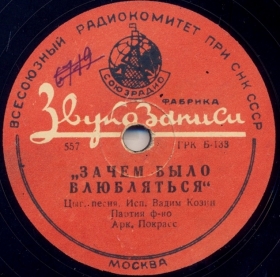 ВСЕСОЮЗНЫЙ РАДИОКОМИТЕТ ПРИ СНК СССР
СОЮЗРАДИО
ФАБРИКА
Звукозаписи
557 ГРК Б-133
„ЗАЧЕМ БЫЛО
ВЛЮБЛЯТЬСЯ“
Цыг. песня. Исп. Вадим Козин
Партия ф-но
Арк. Покрасс
МОСКВА